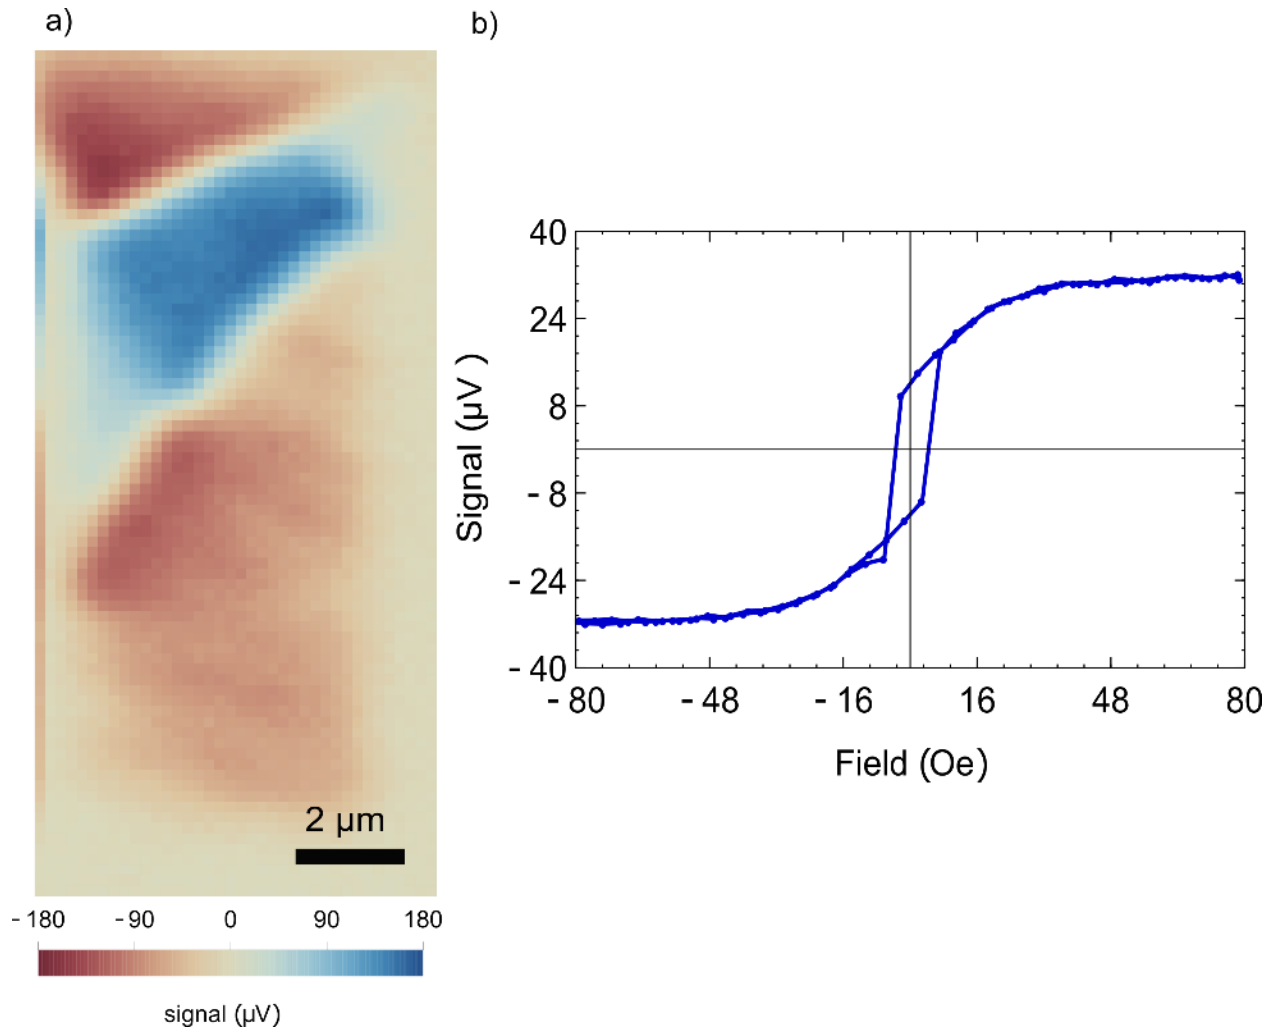 a)
b)
2 µm
- 180 - 90 0 90 180
signal (µV)
40
24
8
- 8
- 24
- 40
Signal (µV )
- 80 - 48 - 16 16 48 80
Field (Oe)